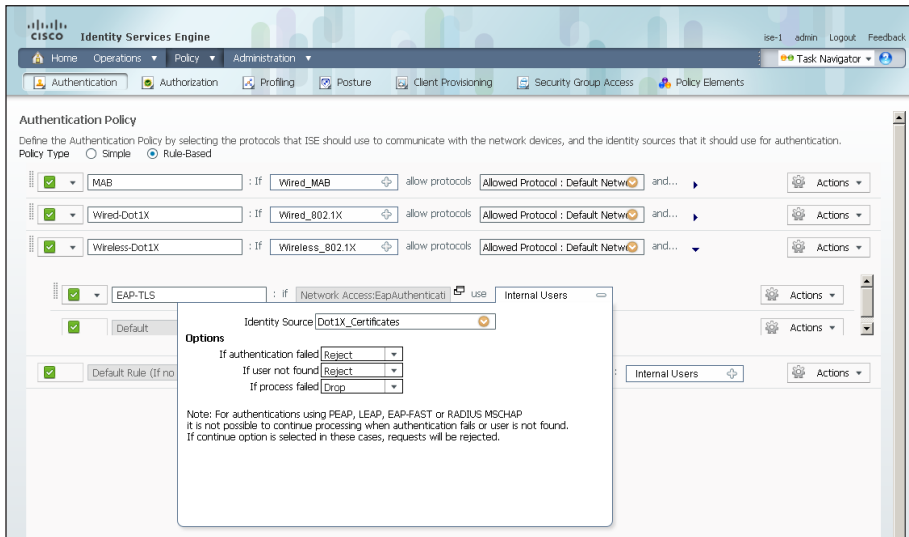 CISCO Identity Services Engine ise-1 admin Logout Feedback
Home Operations Policy Administration Task Navigator
Authentication Authorization Profiling Posture Client Provisioning Security Group Access Policy Elements
Authentication Policy
Define the Authentication Policy by selecting the protocols that ISE should use to communicate with the network devices, and the identity sources that it should use for authentication.
Policy Type Simple Rule-Based
MAB : If Wired_MAB allow protocols Allowed Protocol : Default Netw and... Actions
Wired-Dot1X : If Wired_802.1X allow protocols Allowed Protocol : Default Netw and... Actions
Wireless-Dot1X : If Wireless_802.1X allow protocols Allowed Protocol : Default Netw and... Actions
EAP-TLS : if Network Access:EapAuthenticati use Internal Users Actions
Default Actions
Identity Source Dot1X_Certificates
Options
If authentication failed Reject
If user not found Reject
If process failed Drop
Default Rule (If no : Internal Users Actions
Note: For authentications using PEAP, LEAP, EAP-FAST or RADIUS MSCHAP
it is not possible to continue processing when authentication fails or user is not found.
If continue option is selected in these cases, requests will be rejected.